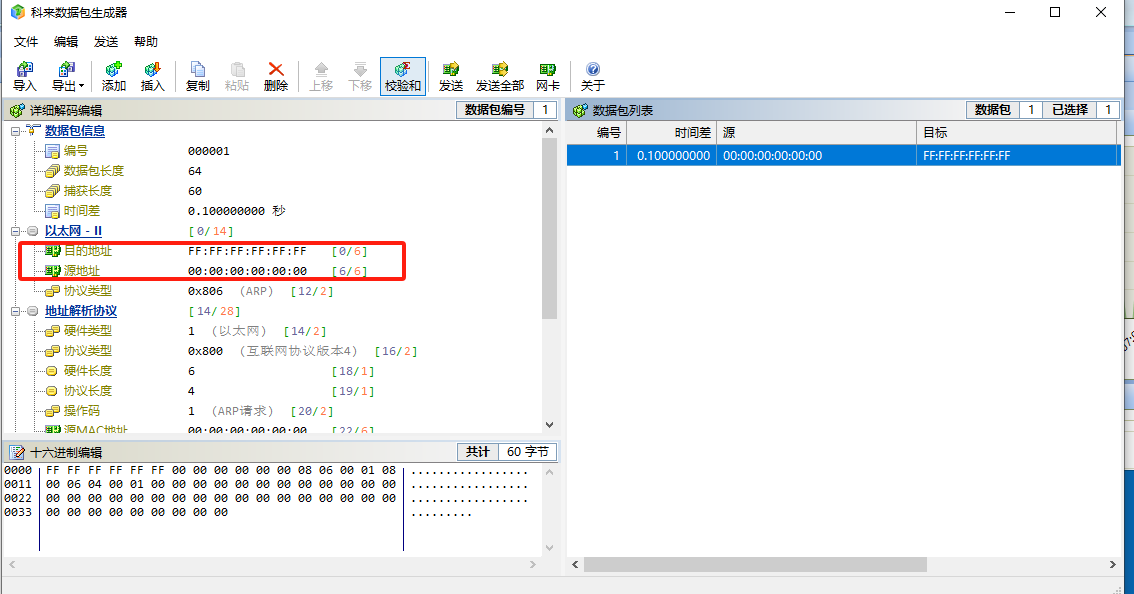 科来数据包生成器
文件 编辑 发送 帮助
导入 导出 添加 插入 复制 粘贴 删除 上移 下移 校验和 发送 发送全部 网卡 关于
详细解码编辑 数据包编号 1
数据包信息
编号 000001
数据包长度 64
捕获长度 60
时间差 0.100000000 秒
以太网 - II [0/14]
目的地址 FF:FF:FF:FF:FF:FF [0/6]
源地址 00:00:00:00:00:00 [6/6]
协议类型 0x806 (ARP) [12/2]
地址解析协议 [14/28]
硬件类型 1 (以太网) [14/2]
协议类型 0x800 (互联网协议版本4) [16/2]
硬件长度 6 [18/1]
协议长度 4 [19/1]
操作码 1 (ARP请求) [20/2]
源MAC地址 00:00:00:00:00:00 [22/6]
十六进制编辑 共计 60 字节
0000 FF FF FF FF FF FF 00 00 00 00 00 00 08 06 00 01 08 .................
0011 00 06 04 00 01 00 00 00 00 00 00 00 00 00 00 00 00 .................
0022 00 00 00 00 00 00 00 00 00 00 00 00 00 00 00 00 00 .................
0033 00 00 00 00 00 00 00 00 00 .........
数据包列表 数据包 1 已选择 1
编号 时间差 源 目标
1 0.100000000 00:00:00:00:00:00 FF:FF:FF:FF:FF:FF